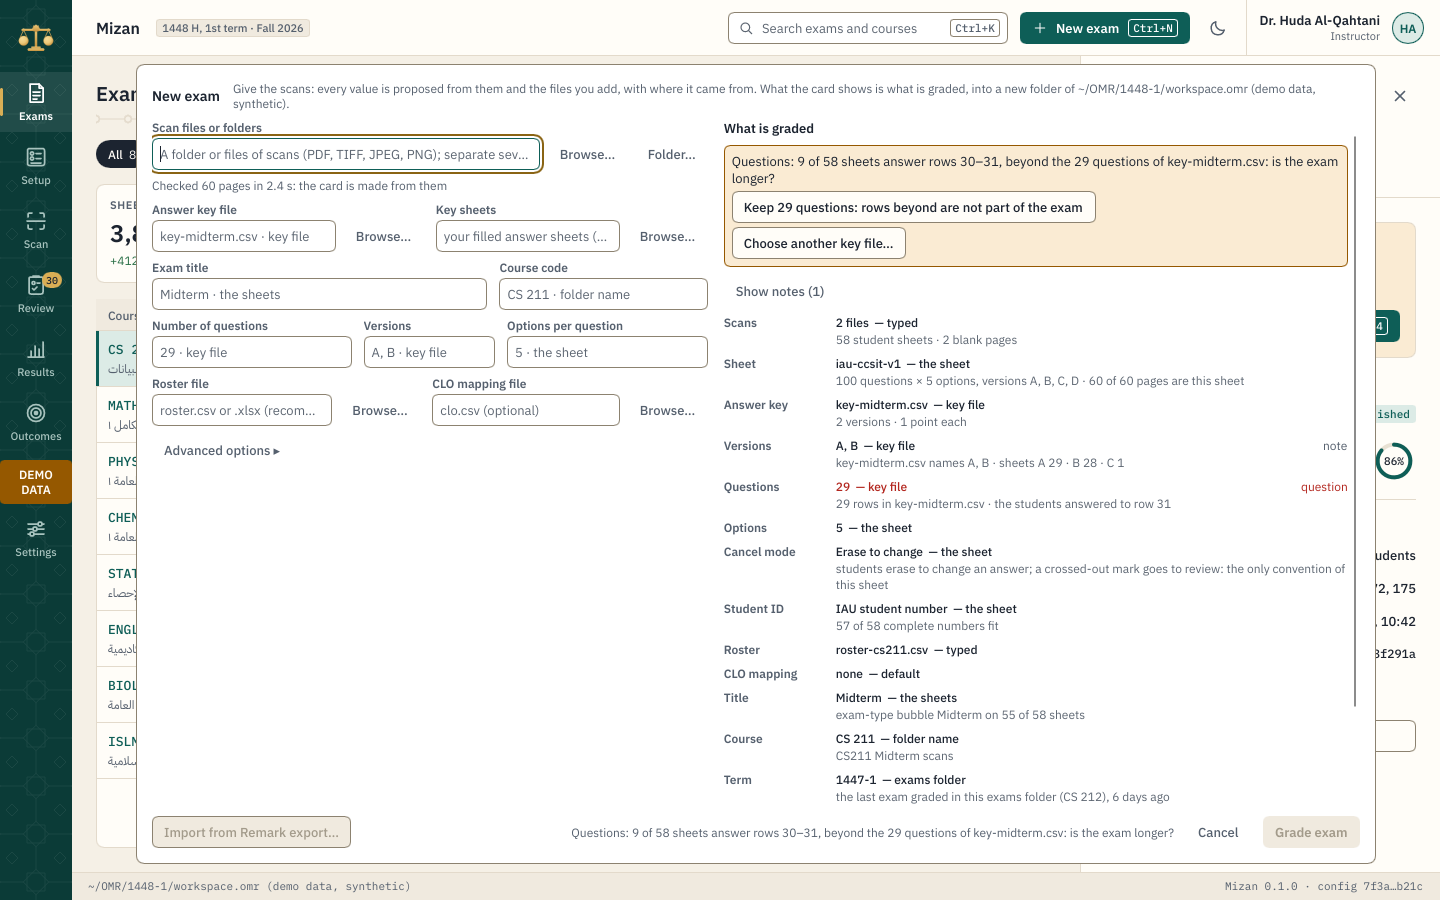 Mizan
1448 H, 1st term · Fall 2026
Search exams and courses
Ctrl+K
New exam
Ctrl+N
Dr. Huda Al-Qahtani
Instructor
HA
Exams
Setup
Scan
Review
30
Results
Outcomes
DEMO
DATA
Settings
All 8
+412
CS 2
MATH
PHYS
CHEM
STAT
ENGL
BIOL
ISLM
New exam
Give the scans: every value is proposed from them and the files you add, with where it came from. What the card shows is what is graded, into a new folder of ~/OMR/1448-1/workspace.omr (demo data,
synthetic).
Scan files or folders
A folder or files of scans (PDF, TIFF, JPEG, PNG); separate sev...
Browse...
Folder...
Checked 60 pages in 2.4 s: the card is made from them
Answer key file
Key sheets
key-midterm.csv · key file
Browse...
your filled answer sheets (...
Browse...
Exam title
Course code
Midterm · the sheets
CS 211 · folder name
Number of questions
Versions
Options per question
29 · key file
A, B · key file
5 · the sheet
Roster file
CLO mapping file
roster.csv or .xlsx (recom...
Browse...
clo.csv (optional)
Browse...
Advanced options ▸
What is graded
Questions: 9 of 58 sheets answer rows 30–31, beyond the 29 questions of key-midterm.csv: is the exam
longer?
Keep 29 questions: rows beyond are not part of the exam
Choose another key file...
Show notes (1)
Scans
2 files — typed
58 student sheets · 2 blank pages
Sheet
iau-ccsit-v1 — the sheet
100 questions × 5 options, versions A, B, C, D · 60 of 60 pages are this sheet
Answer key
key-midterm.csv — key file
2 versions · 1 point each
Versions
A, B — key file
note
key-midterm.csv names A, B · sheets A 29 · B 28 · C 1
Questions
29 — key file
question
29 rows in key-midterm.csv · the students answered to row 31
Options
5 — the sheet
Cancel mode
Erase to change — the sheet
students erase to change an answer; a crossed-out mark goes to review: the only convention of
this sheet
Student ID
IAU student number — the sheet
57 of 58 complete numbers fit
Roster
roster-cs211.csv — typed
CLO mapping
none — default
Title
Midterm — the sheets
exam-type bubble Midterm on 55 of 58 sheets
Course
CS 211 — folder name
CS211 Midterm scans
Term
1447-1 — exams folder
the last exam graded in this exams folder (CS 212), 6 days ago
Import from Remark export...
Questions: 9 of 58 sheets answer rows 30–31, beyond the 29 questions of key-midterm.csv: is the exam longer?
Cancel
Grade exam
86%
10:42
~/OMR/1448-1/workspace.omr (demo data, synthetic)
Mizan 0.1.0 · config 7f3a…b21c